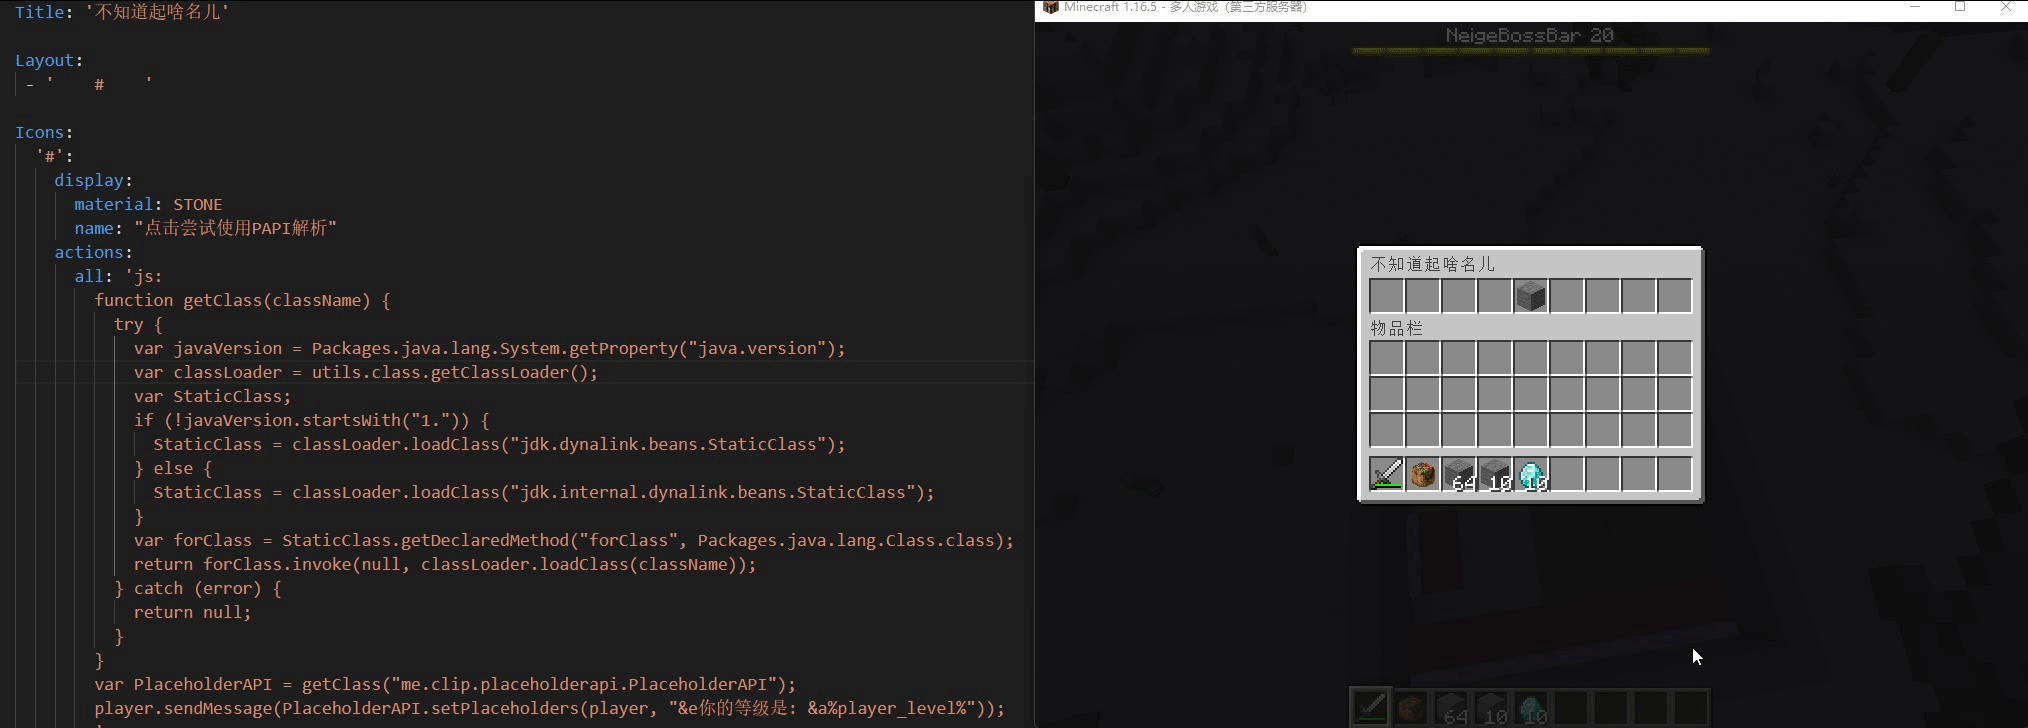 Title: '不知道起啥名儿'
Layout:
- '    #    '
Icons:
'#':
display:
material: STONE
name: "点击尝试使用PAPI解析"
actions:
all: 'js:
function getClass(className) {
try {
var javaVersion = Packages.java.lang.System.getProperty("java.version");
var classLoader = utils.class.getClassLoader();
var StaticClass;
if (!javaVersion.startsWith("1.")) {
StaticClass = classLoader.loadClass("jdk.dynalink.beans.StaticClass");
} else {
StaticClass = classLoader.loadClass("jdk.internal.dynalink.beans.StaticClass");
}
var forClass = StaticClass.getDeclaredMethod("forClass", Packages.java.lang.Class.class);
return forClass.invoke(null, classLoader.loadClass(className));
} catch (error) {
return null;
}
}
var PlaceholderAPI = getClass("me.clip.placeholderapi.PlaceholderAPI");
player.sendMessage(PlaceholderAPI.setPlaceholders(player, "&e你的等级是: &a%player_level%"));
Minecraft 1.16.5 - 多人游戏（第三方服务器）
NeigeBossBar 20
不知道起啥名儿
物品栏
64 10 10
64 10 10